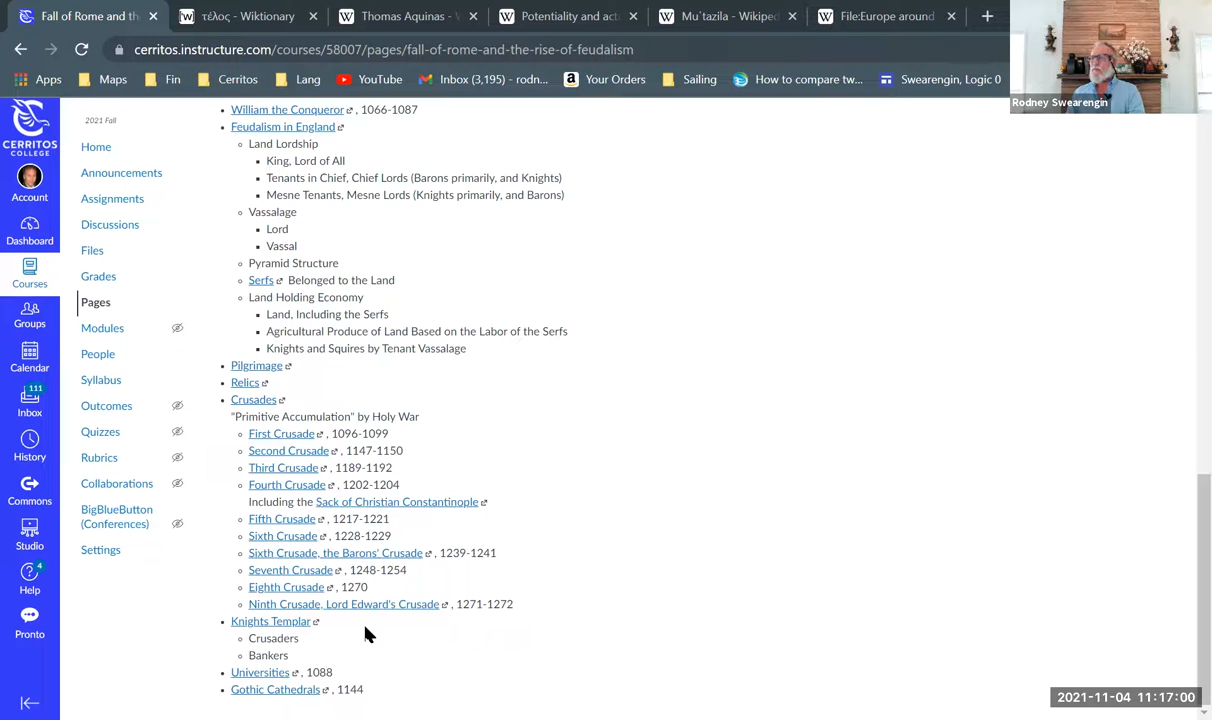 Fall of Rome and the
τέλος – Wiktionary
Thomas Aquinas - W
Potentiality and act
Muʿtazila - Wikiped
File:Europe around
cerritos.instructure.com/courses/58007/pages/fall-of-rome-and-the-rise-of-feudalism
Apps Maps Fin Cerritos Lang YouTube Inbox (3,195) - rodn... Your Orders Sailing How to compare tw... Swearengin, Logic 0
Rodney Swearengin
CERRITOS
COLLEGE
Account
Dashboard
Courses
Groups
Calendar
111
Inbox
History
Commons
Studio
4
Help
Pronto
2021 Fall
Home
Announcements
Assignments
Discussions
Files
Grades
Pages
Modules
People
Syllabus
Outcomes
Quizzes
Rubrics
Collaborations
BigBlueButton
(Conferences)
Settings
William the Conqueror , 1066-1087
Feudalism in England
Land Lordship
King, Lord of All
Tenants in Chief, Chief Lords (Barons primarily, and Knights)
Mesne Tenants, Mesne Lords (Knights primarily, and Barons)
Vassalage
Lord
Vassal
Pyramid Structure
Serfs Belonged to the Land
Land Holding Economy
Land, Including the Serfs
Agricultural Produce of Land Based on the Labor of the Serfs
Knights and Squires by Tenant Vassalage
Pilgrimage
Relics
Crusades
"Primitive Accumulation" by Holy War
First Crusade , 1096-1099
Second Crusade , 1147-1150
Third Crusade , 1189-1192
Fourth Crusade , 1202-1204
Including the Sack of Christian Constantinople
Fifth Crusade , 1217-1221
Sixth Crusade , 1228-1229
Sixth Crusade, the Barons' Crusade , 1239-1241
Seventh Crusade , 1248-1254
Eighth Crusade , 1270
Ninth Crusade, Lord Edward's Crusade , 1271-1272
Knights Templar
Crusaders
Bankers
Universities , 1088
Gothic Cathedrals , 1144
2021-11-04 11:17:00